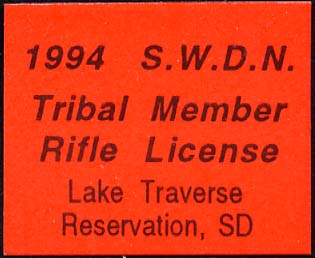 1994 S.W.D.N.
Tribal Member
Rifle License
Lake Traverse
Reservation, SD